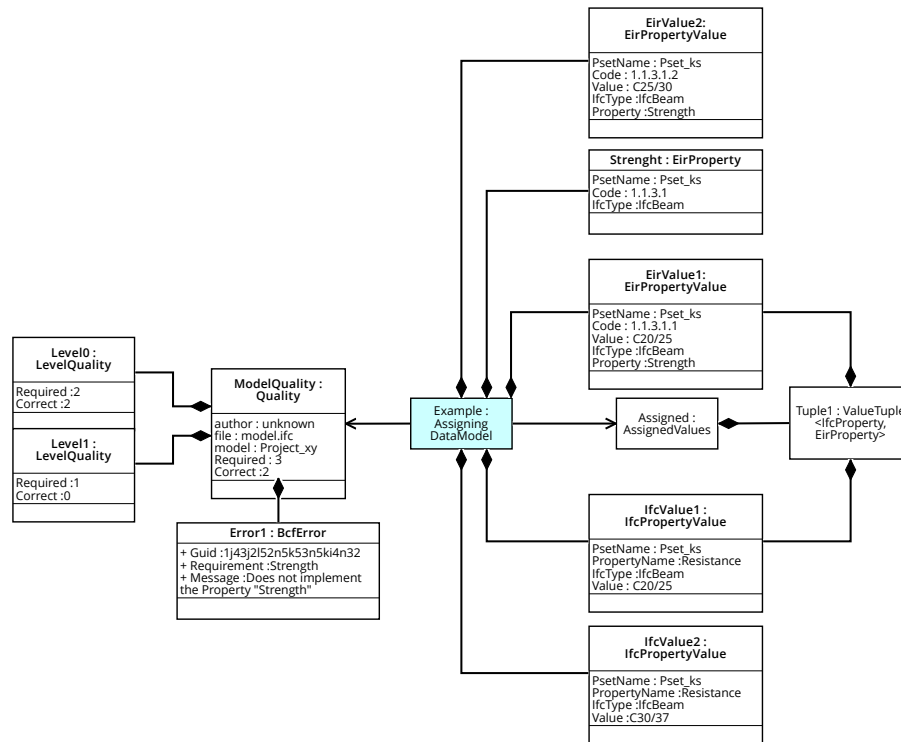 EirValue2:
EirPropertyValue
PsetName : Pset_ks
Code : 1.1.3.1.2
Value : C25/30
IfcType :IfcBeam
Property :Strength
Strenght : EirProperty
PsetName : Pset_ks
Code : 1.1.3.1
IfcType :IfcBeam
EirValue1:
EirPropertyValue
PsetName : Pset_ks
Code : 1.1.3.1.1
Value : C20/25
IfcType :IfcBeam
Property :Strength
Level0 :
LevelQuality
Required :2
Correct :2
Level1 :
LevelQuality
Required :1
Correct :0
ModelQuality :
Quality
author : unknown
file : model.ifc
model : Project_xy
Required : 3
Correct :2
Error1 : BcfError
+ Guid :1j43j2l52n5k53n5ki4n32
+ Requirement :Strength
+ Message :Does not implement
the Property "Strength"
Example :
Assigning
DataModel
Assigned :
AssignedValues
Tuple1 : ValueTuple
<IfcProperty,
EirProperty>
IfcValue1 :
IfcPropertyValue
PsetName : Pset_ks
PropertyName :Resistance
IfcType :IfcBeam
Value : C20/25
IfcValue2 :
IfcPropertyValue
PsetName : Pset_ks
PropertyName :Resistance
IfcType :IfcBeam
Value :C30/37